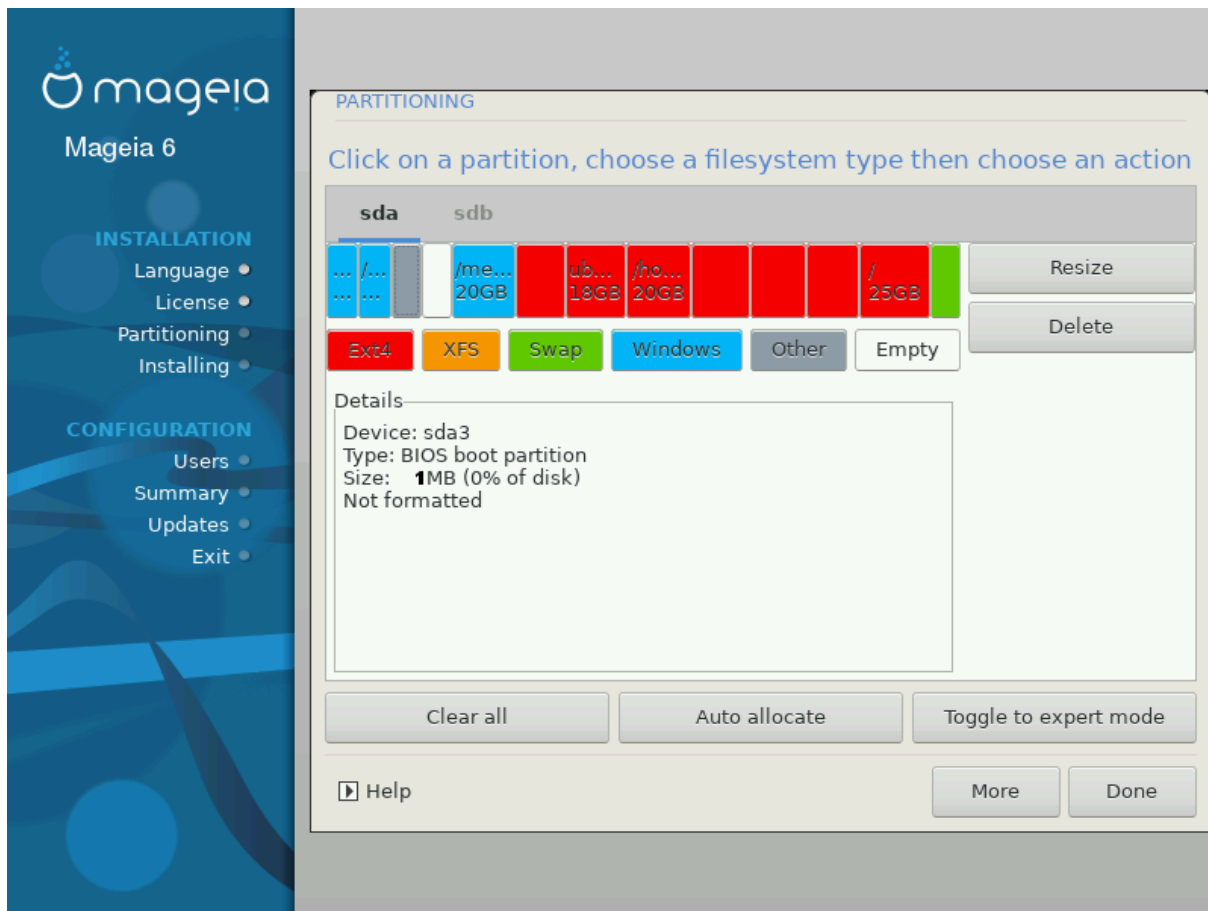 mageia
Mageia 6
INSTALLATION
Language
License
Partitioning
Installing
CONFIGURATION
Users
Summary
Updates
Exit
PARTITIONING
Click on a partition, choose a filesystem type then choose an action
sda sdb
... /... /me... ub... /ho... /
... ... 20GB 18GB 20GB 25GB
Resize
Delete
Ext4 XFS Swap Windows Other Empty
Details
Device: sda3
Type: BIOS boot partition
Size: 1MB (0% of disk)
Not formatted
Clear all Auto allocate Toggle to expert mode
Help More Done